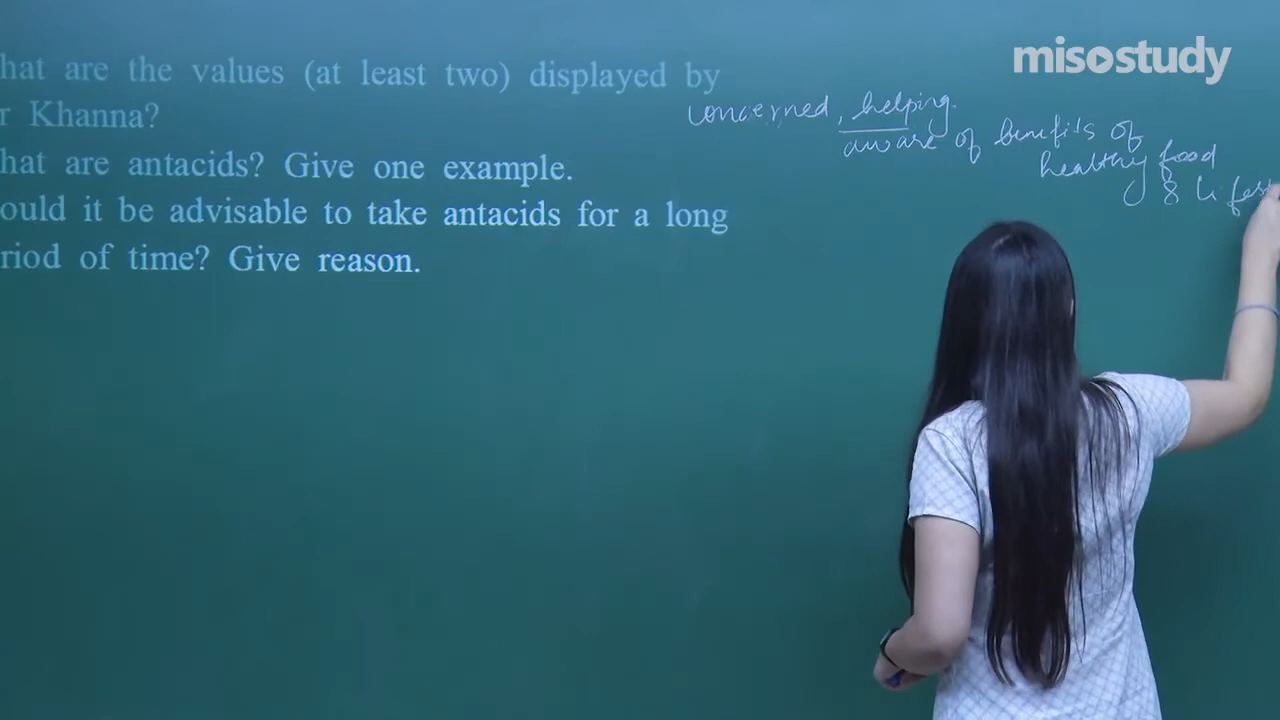 misostudy
hat are the values (at least two) displayed by
r Khanna?
concerned, helping.
aware of benefits of
healthy food
& lifes
hat are antacids? Give one example.
ould it be advisable to take antacids for a long
riod of time? Give reason.